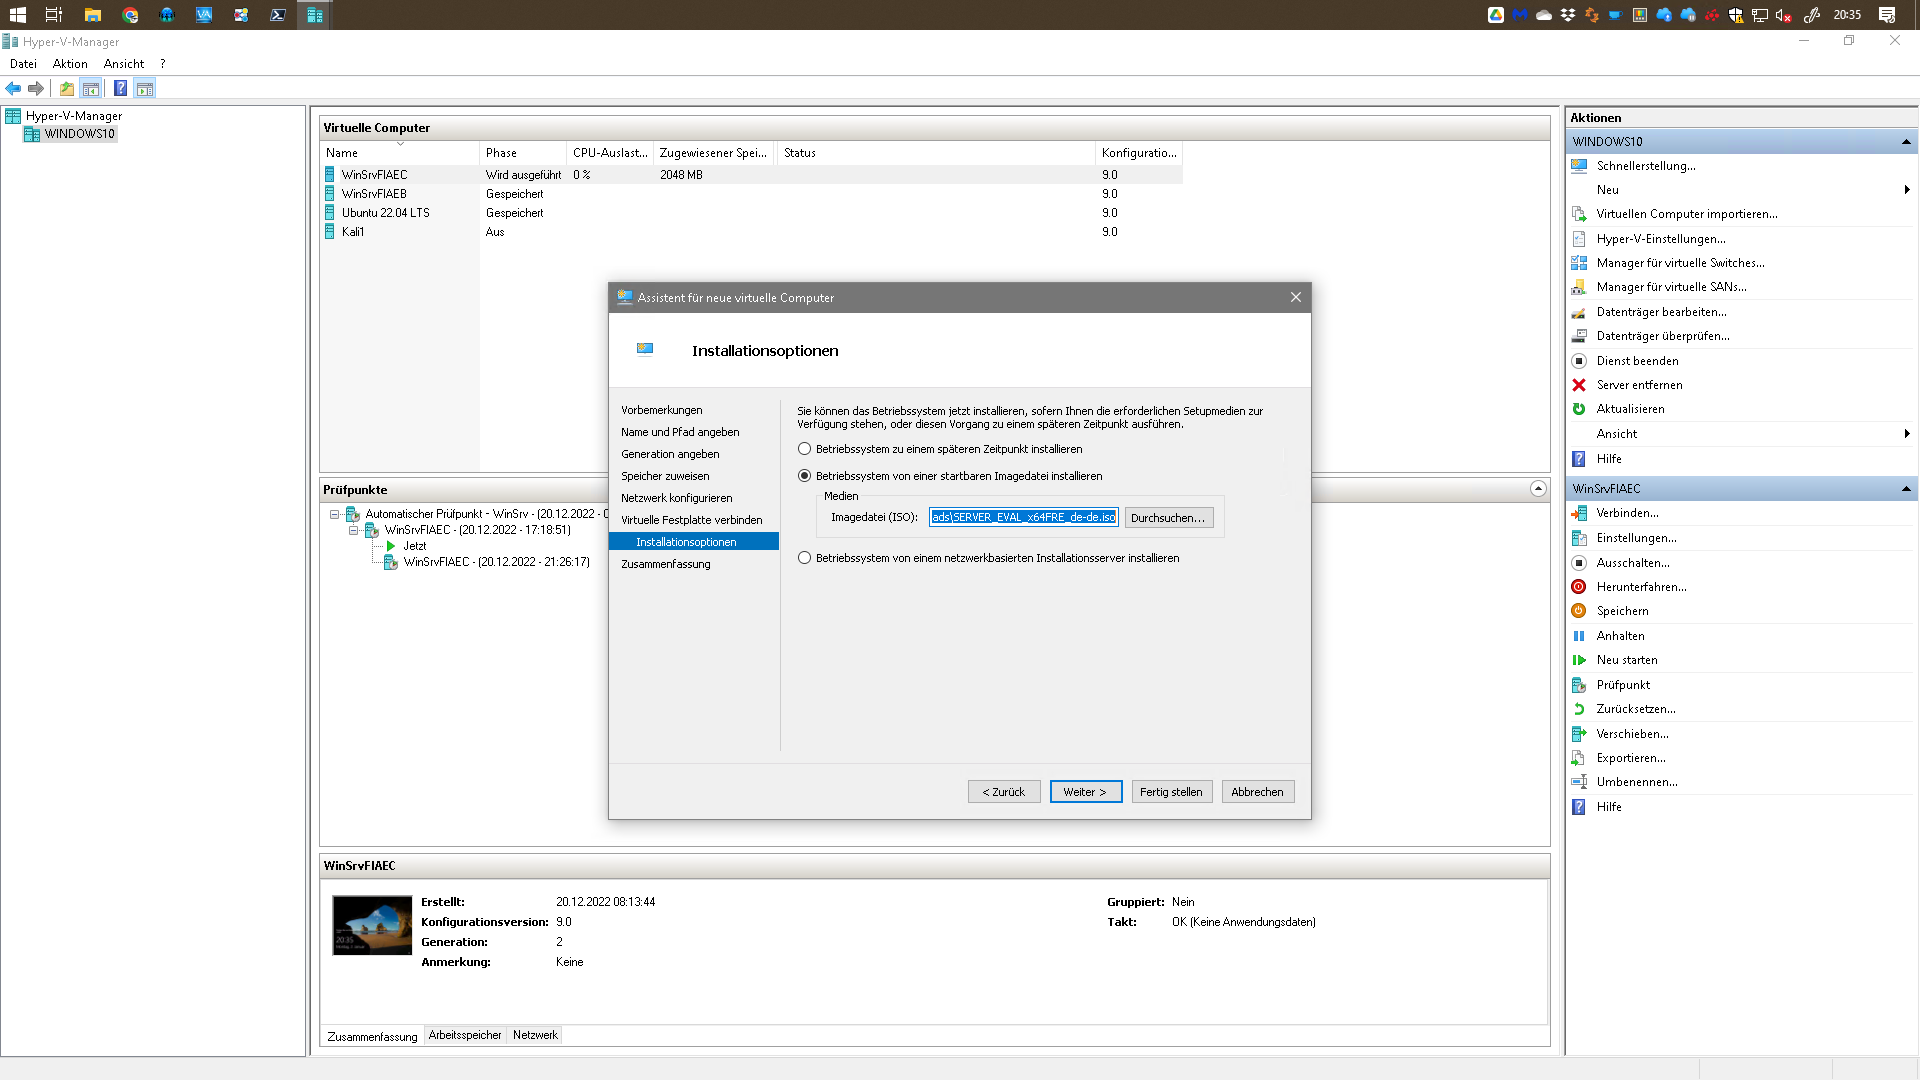 20:35
Hyper-V-Manager
Datei Aktion Ansicht ?
Hyper-V-Manager
WINDOWS10
Virtuelle Computer
Name Phase CPU-Auslast... Zugewiesener Spei... Status Konfiguratio...
WinSrvFIAEC Wird ausgeführt 0 % 2048 MB 9.0
WinSrvFIAEB Gespeichert 9.0
Ubuntu 22.04 LTS Gespeichert 9.0
Kali1 Aus 9.0
Prüfpunkte
Automatischer Prüfpunkt - WinSrv - (20.12.2022 - 0
WinSrvFIAEC - (20.12.2022 - 17:18:51)
Jetzt
WinSrvFIAEC - (20.12.2022 - 21:26:17)
Assistent für neue virtuelle Computer
Installationsoptionen
Vorbemerkungen
Name und Pfad angeben
Generation angeben
Speicher zuweisen
Netzwerk konfigurieren
Virtuelle Festplatte verbinden
Installationsoptionen
Zusammenfassung
Sie können das Betriebssystem jetzt installieren, sofern Ihnen die erforderlichen Setupmedien zur
Verfügung stehen, oder diesen Vorgang zu einem späteren Zeitpunkt ausführen.
Betriebssystem zu einem späteren Zeitpunkt installieren
Betriebssystem von einer startbaren Imagedatei installieren
Medien
Imagedatei (ISO): ads\SERVER_EVAL_x64FRE_de-de.iso Durchsuchen...
Betriebssystem von einem netzwerkbasierten Installationsserver installieren
< Zurück Weiter > Fertig stellen Abbrechen
WinSrvFIAEC
20:35
Erstellt: 20.12.2022 08:13:44
Konfigurationsversion: 9.0
Generation: 2
Anmerkung: Keine
Gruppiert: Nein
Takt: OK (Keine Anwendungsdaten)
Zusammenfassung Arbeitsspeicher Netzwerk
Aktionen
WINDOWS10
Schnellerstellung...
Neu
Virtuellen Computer importieren...
Hyper-V-Einstellungen...
Manager für virtuelle Switches...
Manager für virtuelle SANs...
Datenträger bearbeiten...
Datenträger überprüfen...
Dienst beenden
Server entfernen
Aktualisieren
Ansicht
Hilfe
WinSrvFIAEC
Verbinden...
Einstellungen...
Ausschalten...
Herunterfahren...
Speichern
Anhalten
Neu starten
Prüfpunkt
Zurücksetzen...
Verschieben...
Exportieren...
Umbenennen...
Hilfe